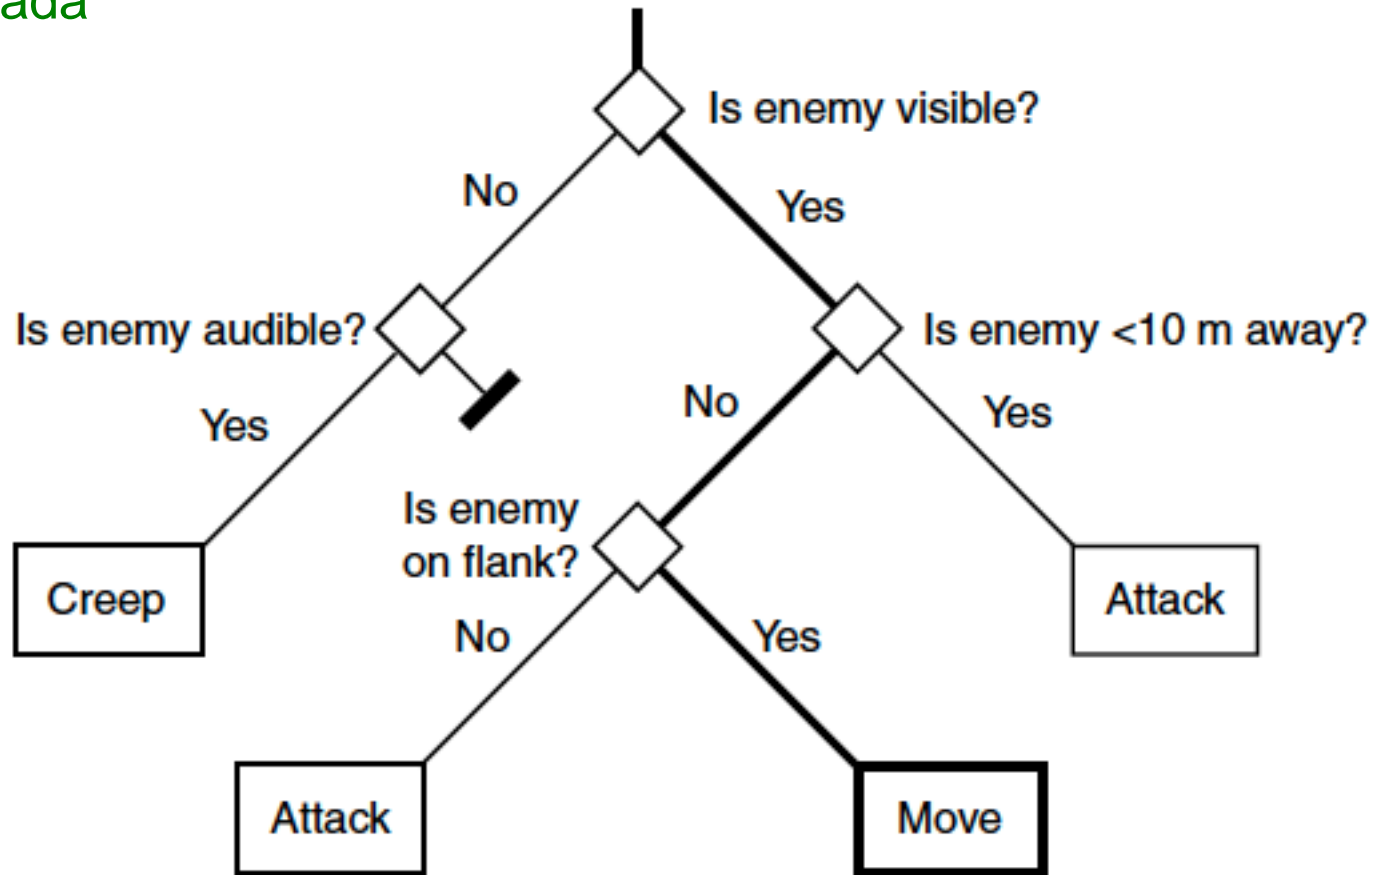 ada
Is enemy visible?
No
Yes
Is enemy audible?
Is enemy <10 m away?
No
Yes
Yes
Is enemy
on flank?
Creep
Attack
No
Yes
Attack
Move